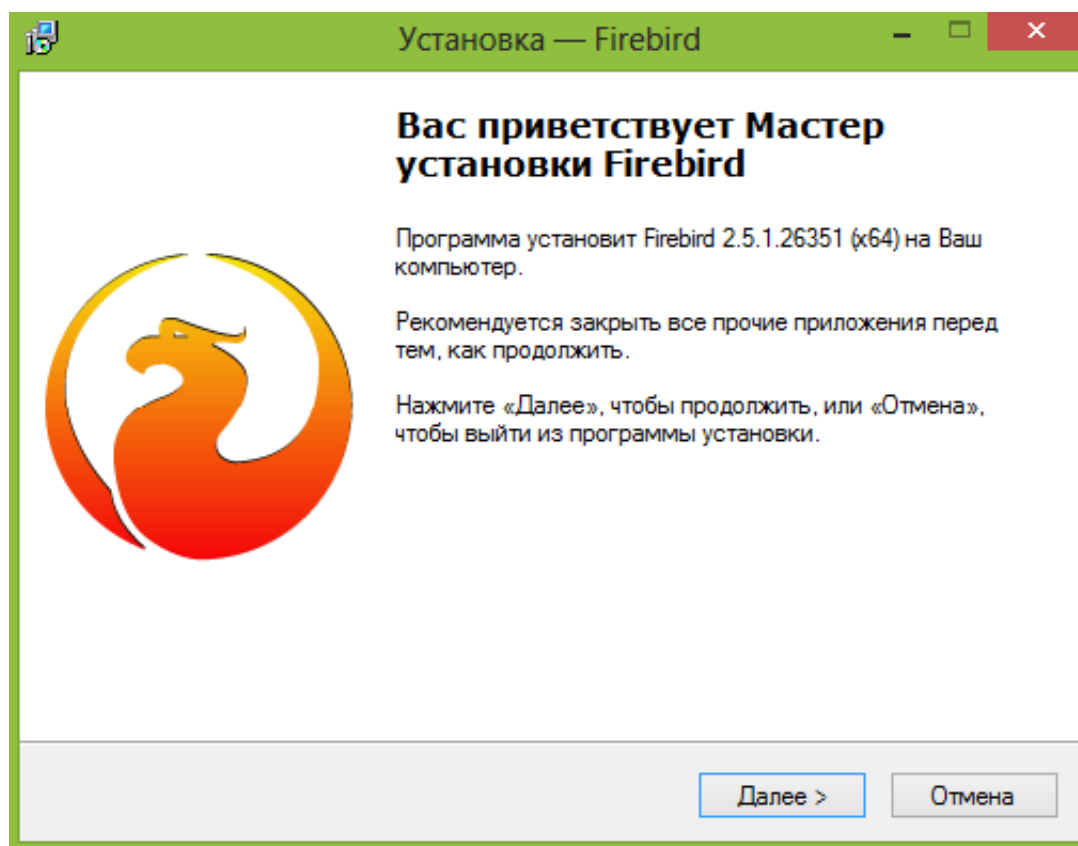 Установка — Firebird
Вас приветствует Мастер
установки Firebird
Программа установит Firebird 2.5.1.26351 (x64) на Ваш
компьютер.
Рекомендуется закрыть все прочие приложения перед
тем, как продолжить.
Нажмите «Далее», чтобы продолжить, или «Отмена»,
чтобы выйти из программы установки.
Далее >
Отмена